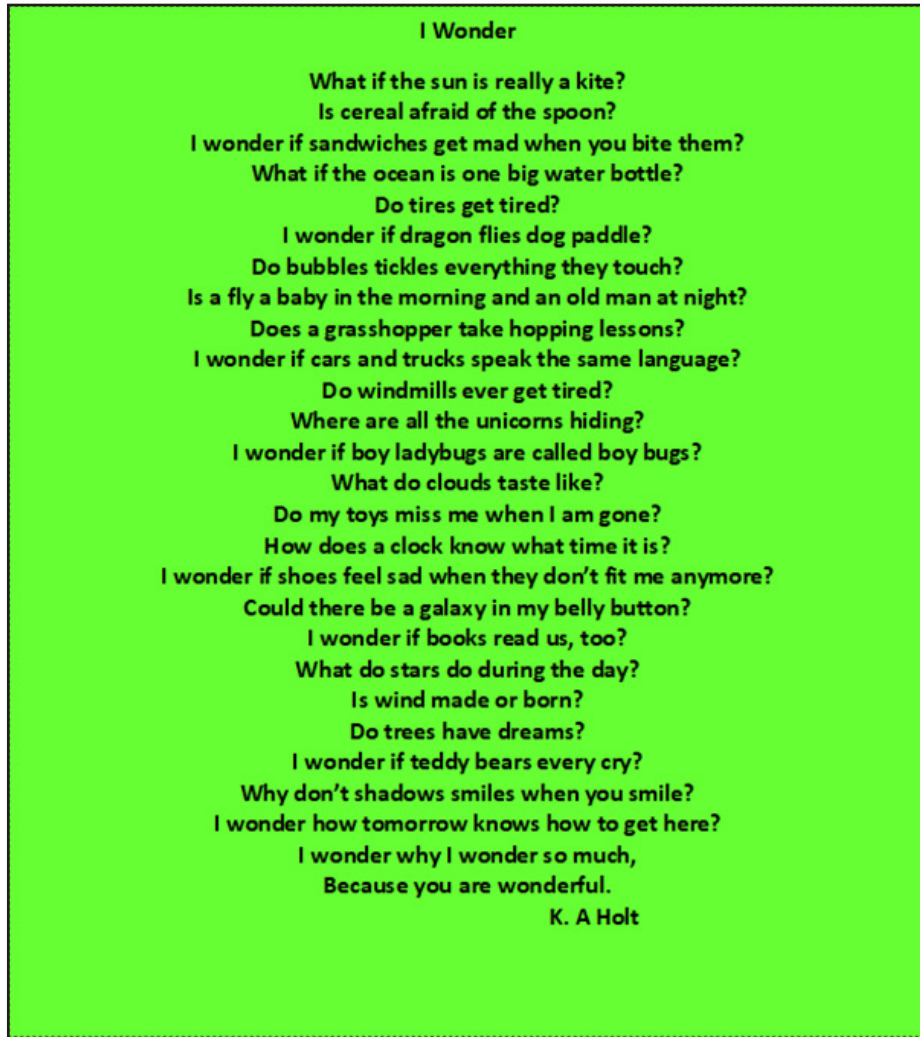 I Wonder
What if the sun is really a kite?
Is cereal afraid of the spoon?
I wonder if sandwiches get mad when you bite them?
What if the ocean is one big water bottle?
Do tires get tired?
I wonder if dragon flies dog paddle?
Do bubbles tickles everything they touch?
Is a fly a baby in the morning and an old man at night?
Does a grasshopper take hopping lessons?
I wonder if cars and trucks speak the same language?
Do windmills ever get tired?
Where are all the unicorns hiding?
I wonder if boy ladybugs are called boy bugs?
What do clouds taste like?
Do my toys miss me when I am gone?
How does a clock know what time it is?
I wonder if shoes feel sad when they don't fit me anymore?
Could there be a galaxy in my belly button?
I wonder if books read us, too?
What do stars do during the day?
Is wind made or born?
Do trees have dreams?
I wonder if teddy bears every cry?
Why don't shadows smiles when you smile?
I wonder how tomorrow knows how to get here?
I wonder why I wonder so much,
Because you are wonderful.
K. A Holt